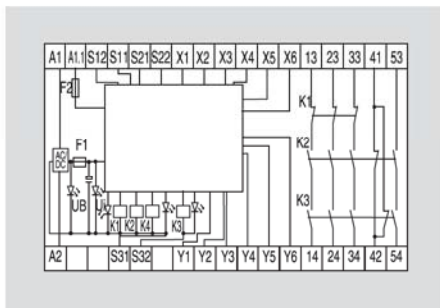 A1 A1.1 S12 S11 S21 S22 X1 X2 X3 X4 X5 X6 13 23 33 41 53
F2
K1
F1
K2
AC
DC
UB Ui
K1 K2 K4 K3
K3
A2 S31 S32 Y1 Y2 Y3 Y4 Y5 Y6 14 24 34 42 54